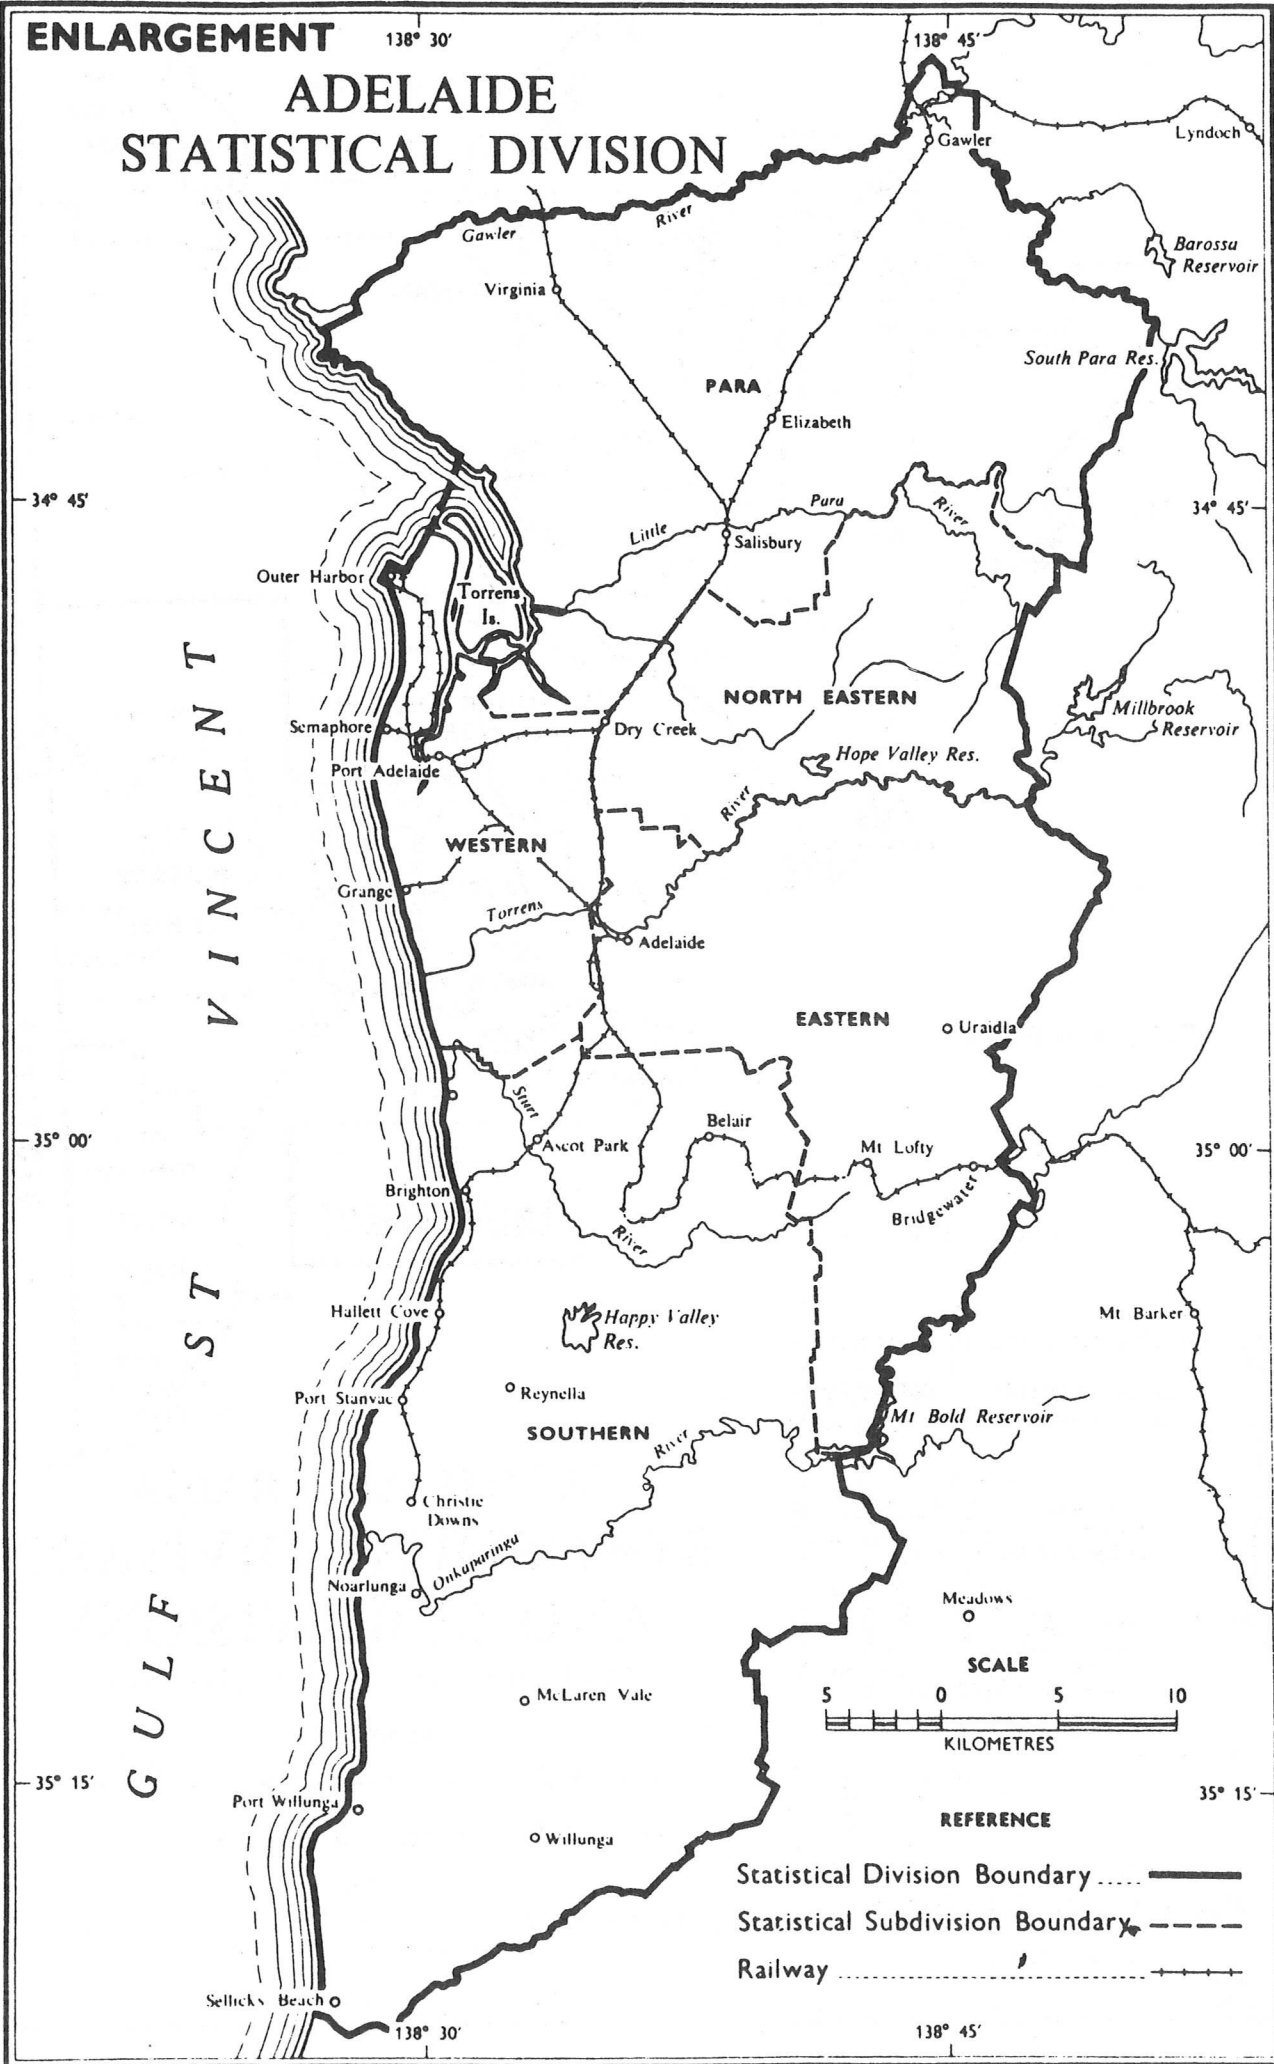 ENLARGEMENT
138° 30'
138° 45'
ADELAIDE
STATISTICAL DIVISION
Gawler
Lyndoch
Gawler
River
Barossa
Reservoir
Virginia
South Para Res.
PARA
Elizabeth
34° 45'
34° 45'
Little
Para
River
Salisbury
Outer Harbor
Torrens
Is.
NORTH EASTERN
Millbrook
Reservoir
Semaphore
Dry Creek
Hope Valley Res.
Port Adelaide
River
WESTERN
Grange
Torrens
Adelaide
EASTERN
Uraidla
Sturt
Belair
Ascot Park
Mt Lofty
35° 00'
35° 00'
Brighton
Bridgewater
River
Hallett Cove
Happy Valley
Res.
Mt Barker
Port Stanvac
Reynella
Mt Bold Reservoir
SOUTHERN
River
Christie
Downs
Onkaparinga
Noarlunga
Meadows
SCALE
5 0 5 10
KILOMETRES
McLaren Vale
35° 15'
35° 15'
Port Willunga
REFERENCE
Willunga
Statistical Division Boundary .....
Statistical Subdivision Boundary
Railway
Sellicks Beach
138° 30'
138° 45'
GULF ST VINCENT